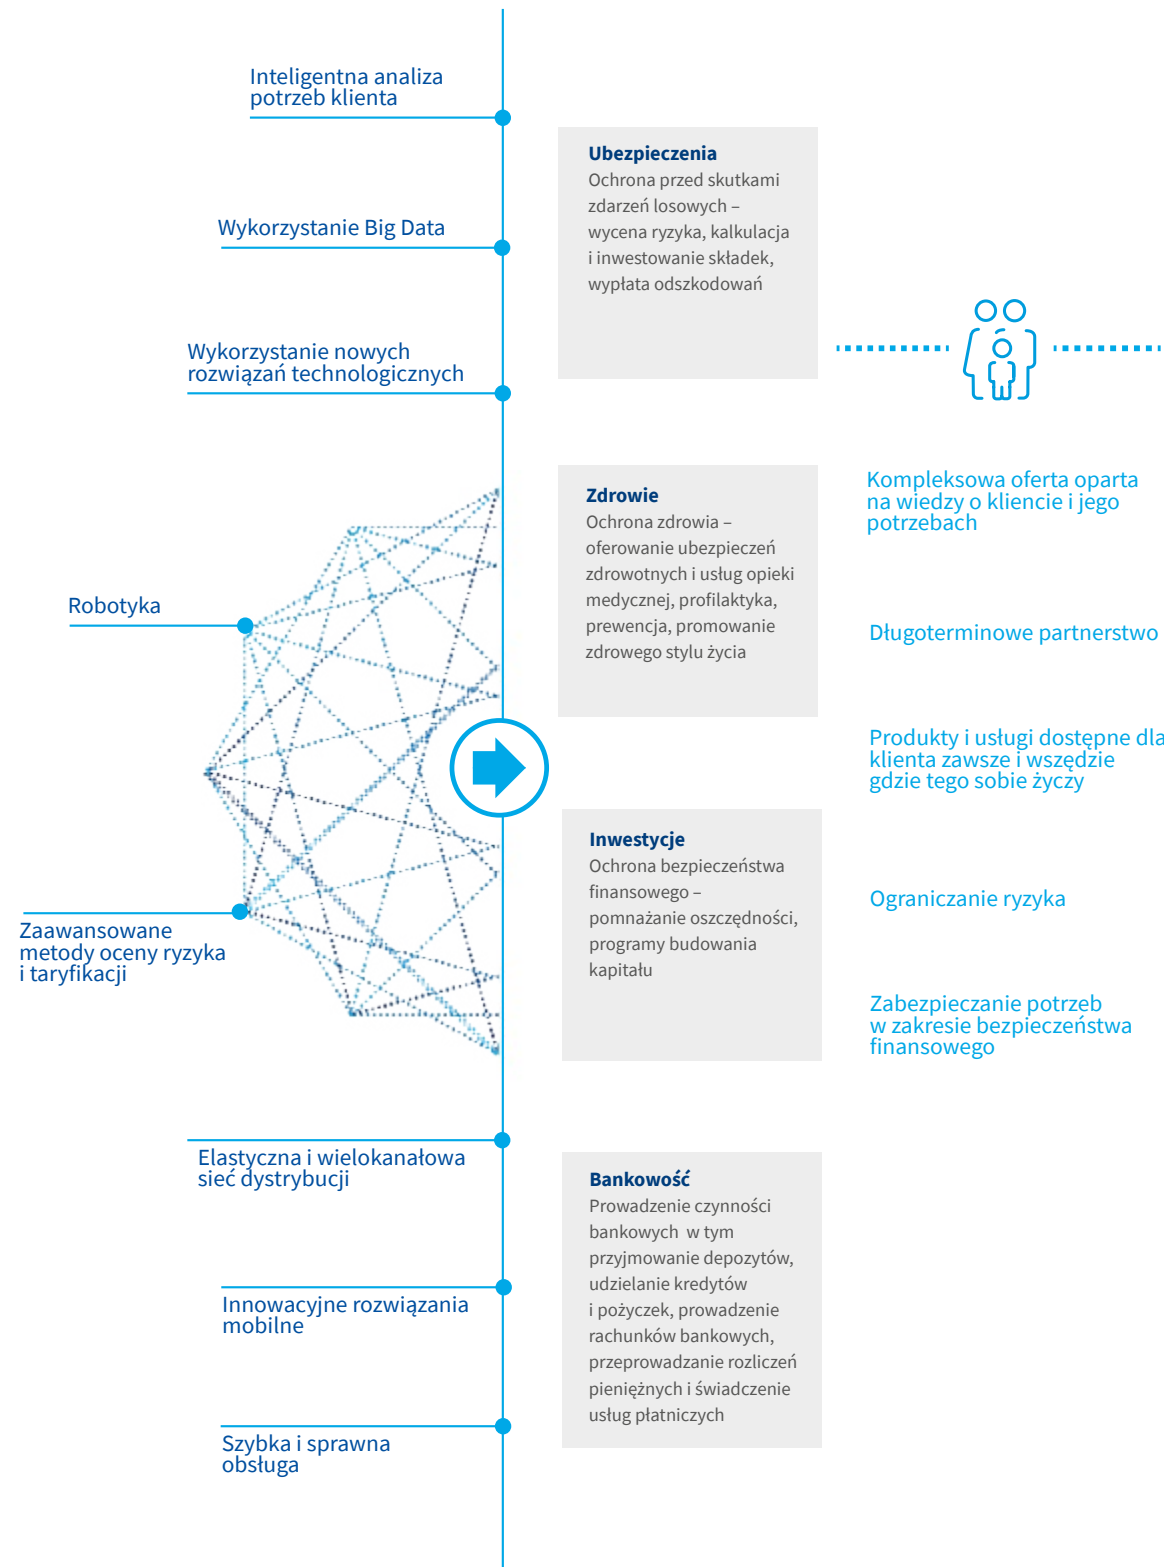 Inteligentna analiza
potrzeb klienta
Wykorzystanie Big Data
Wykorzystanie nowych
rozwiązań technologicznych
Robotyka
Zaawansowane
metody oceny ryzyka
i taryfikacji
Elastyczna i wielokanałowa
sieć dystrybucji
Innowacyjne rozwiązania
mobilne
Szybka i sprawna
obsługa
Ubezpieczenia
Ochrona przed skutkami
zdarzeń losowych –
wycena ryzyka, kalkulacja
i inwestowanie składek,
wypłata odszkodowań
Zdrowie
Ochrona zdrowia –
oferowanie ubezpieczeń
zdrowotnych i usług opieki
medycznej, profilaktyka,
prewencja, promowanie
zdrowego stylu życia
Inwestycje
Ochrona bezpieczeństwa
finansowego –
pomnażanie oszczędności,
programy budowania
kapitału
Bankowość
Prowadzenie czynności
bankowych w tym
przyjmowanie depozytów,
udzielanie kredytów
i pożyczek, prowadzenie
rachunków bankowych,
przeprowadzanie rozliczeń
pieniężnych i świadczenie
usług płatniczych
Kompleksowa oferta oparta
na wiedzy o kliencie i jego
potrzebach
Długoterminowe partnerstwo
Produkty i usługi dostępne dla
klienta zawsze i wszędzie
gdzie tego sobie życzy
Ograniczanie ryzyka
Zabezpieczanie potrzeb
w zakresie bezpieczeństwa
finansowego